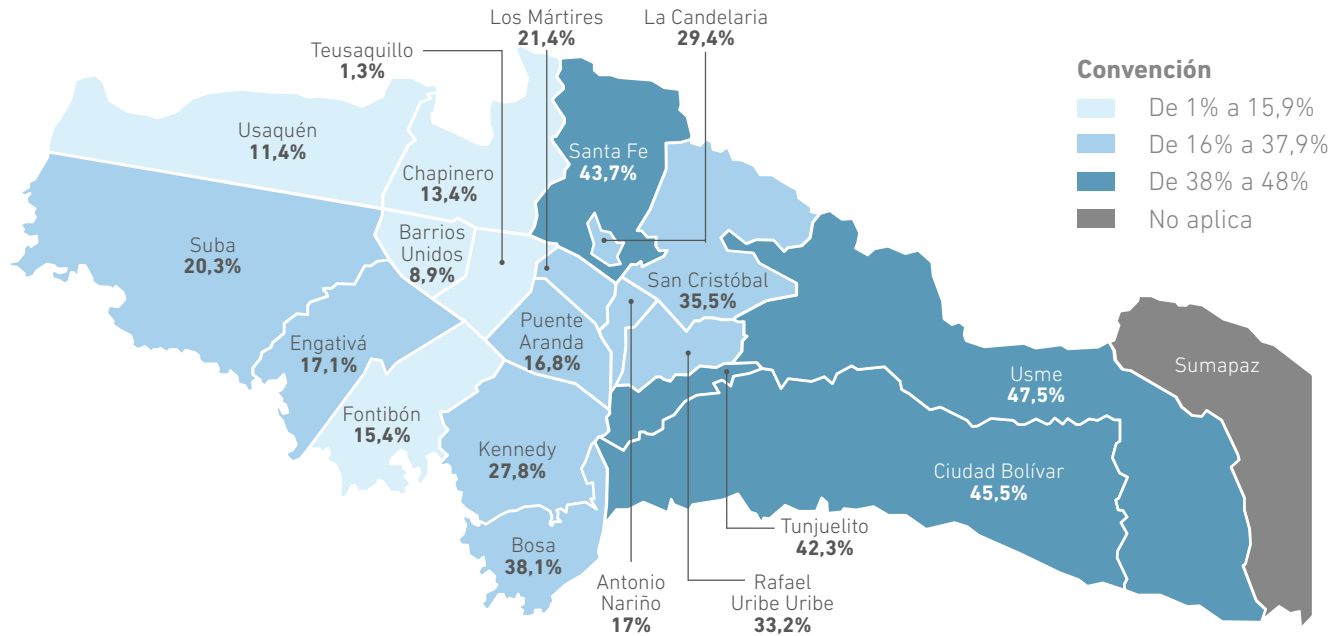 Los Mártires
21,4%
La Candelaria
29,4%
Teusaquillo
1,3%
Convención
De 1% a 15,9%
De 16% a 37,9%
De 38% a 48%
No aplica
Usaquén
11,4%
Chapinero
13,4%
Santa Fe
43,7%
Suba
20,3%
Barrios
Unidos
8,9%
San Cristóbal
35,5%
Engativá
17,1%
Puente
Aranda
16,8%
Sumapaz
Usme
47,5%
Fontibón
15,4%
Kennedy
27,8%
Ciudad Bolívar
45,5%
Bosa
38,1%
Tunjuelito
42,3%
Antonio
Nariño
17%
Rafael
Uribe Uribe
33,2%